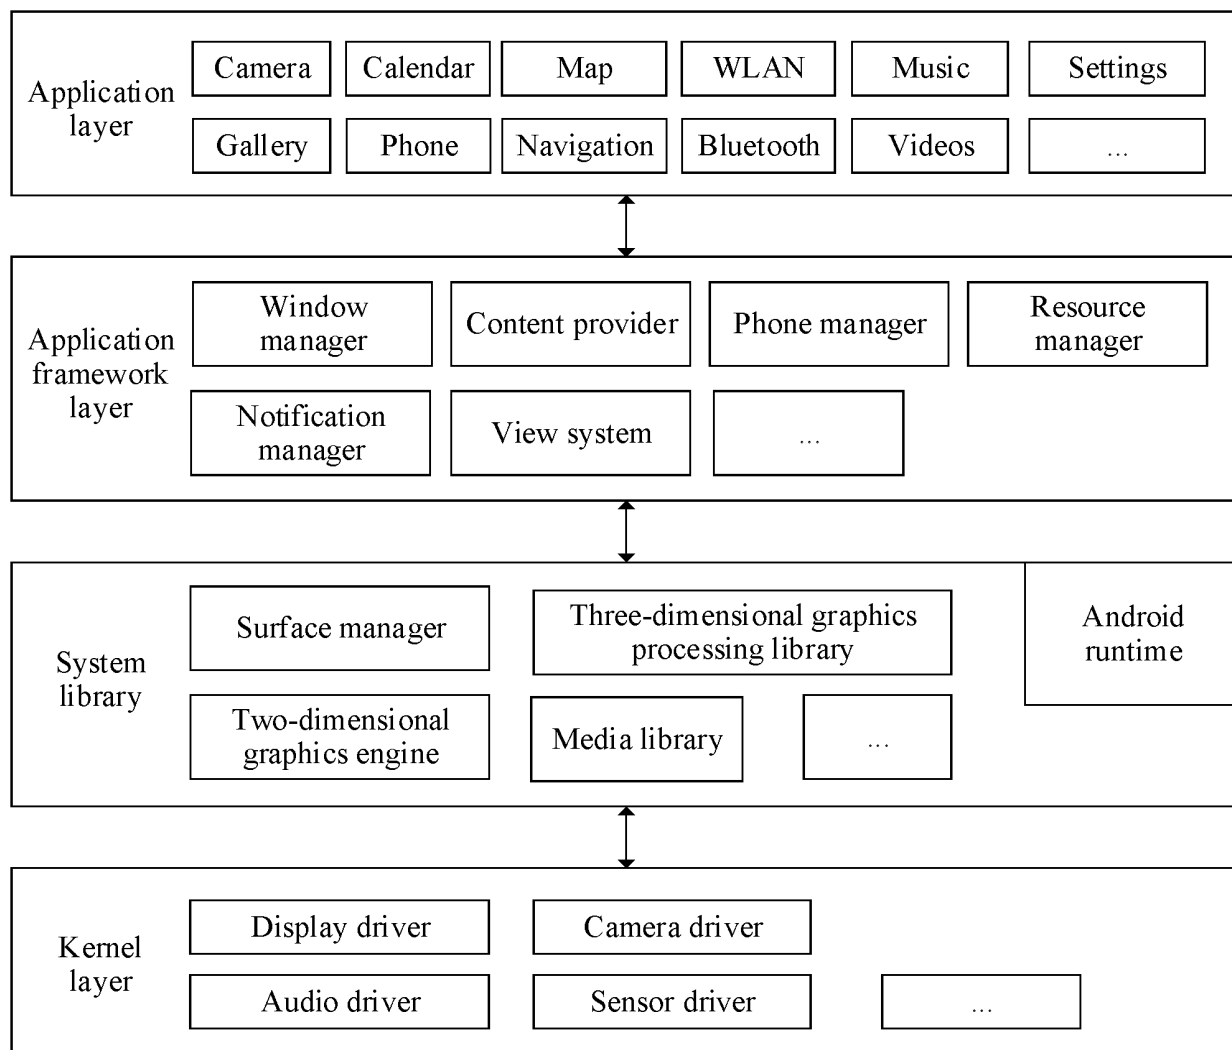 Application
layer
Camera
Calendar
Map
WLAN
Music
Settings
Gallery
Phone
Navigation
Bluetooth
Videos
...
Application
framework
layer
Window
manager
Content provider
Phone manager
Resource
manager
Notification
manager
View system
...
System
library
Surface manager
Three-dimensional graphics
processing library
Android
runtime
Two-dimensional
graphics engine
Media library
...
Kernel
layer
Display driver
Camera driver
Audio driver
Sensor driver
...